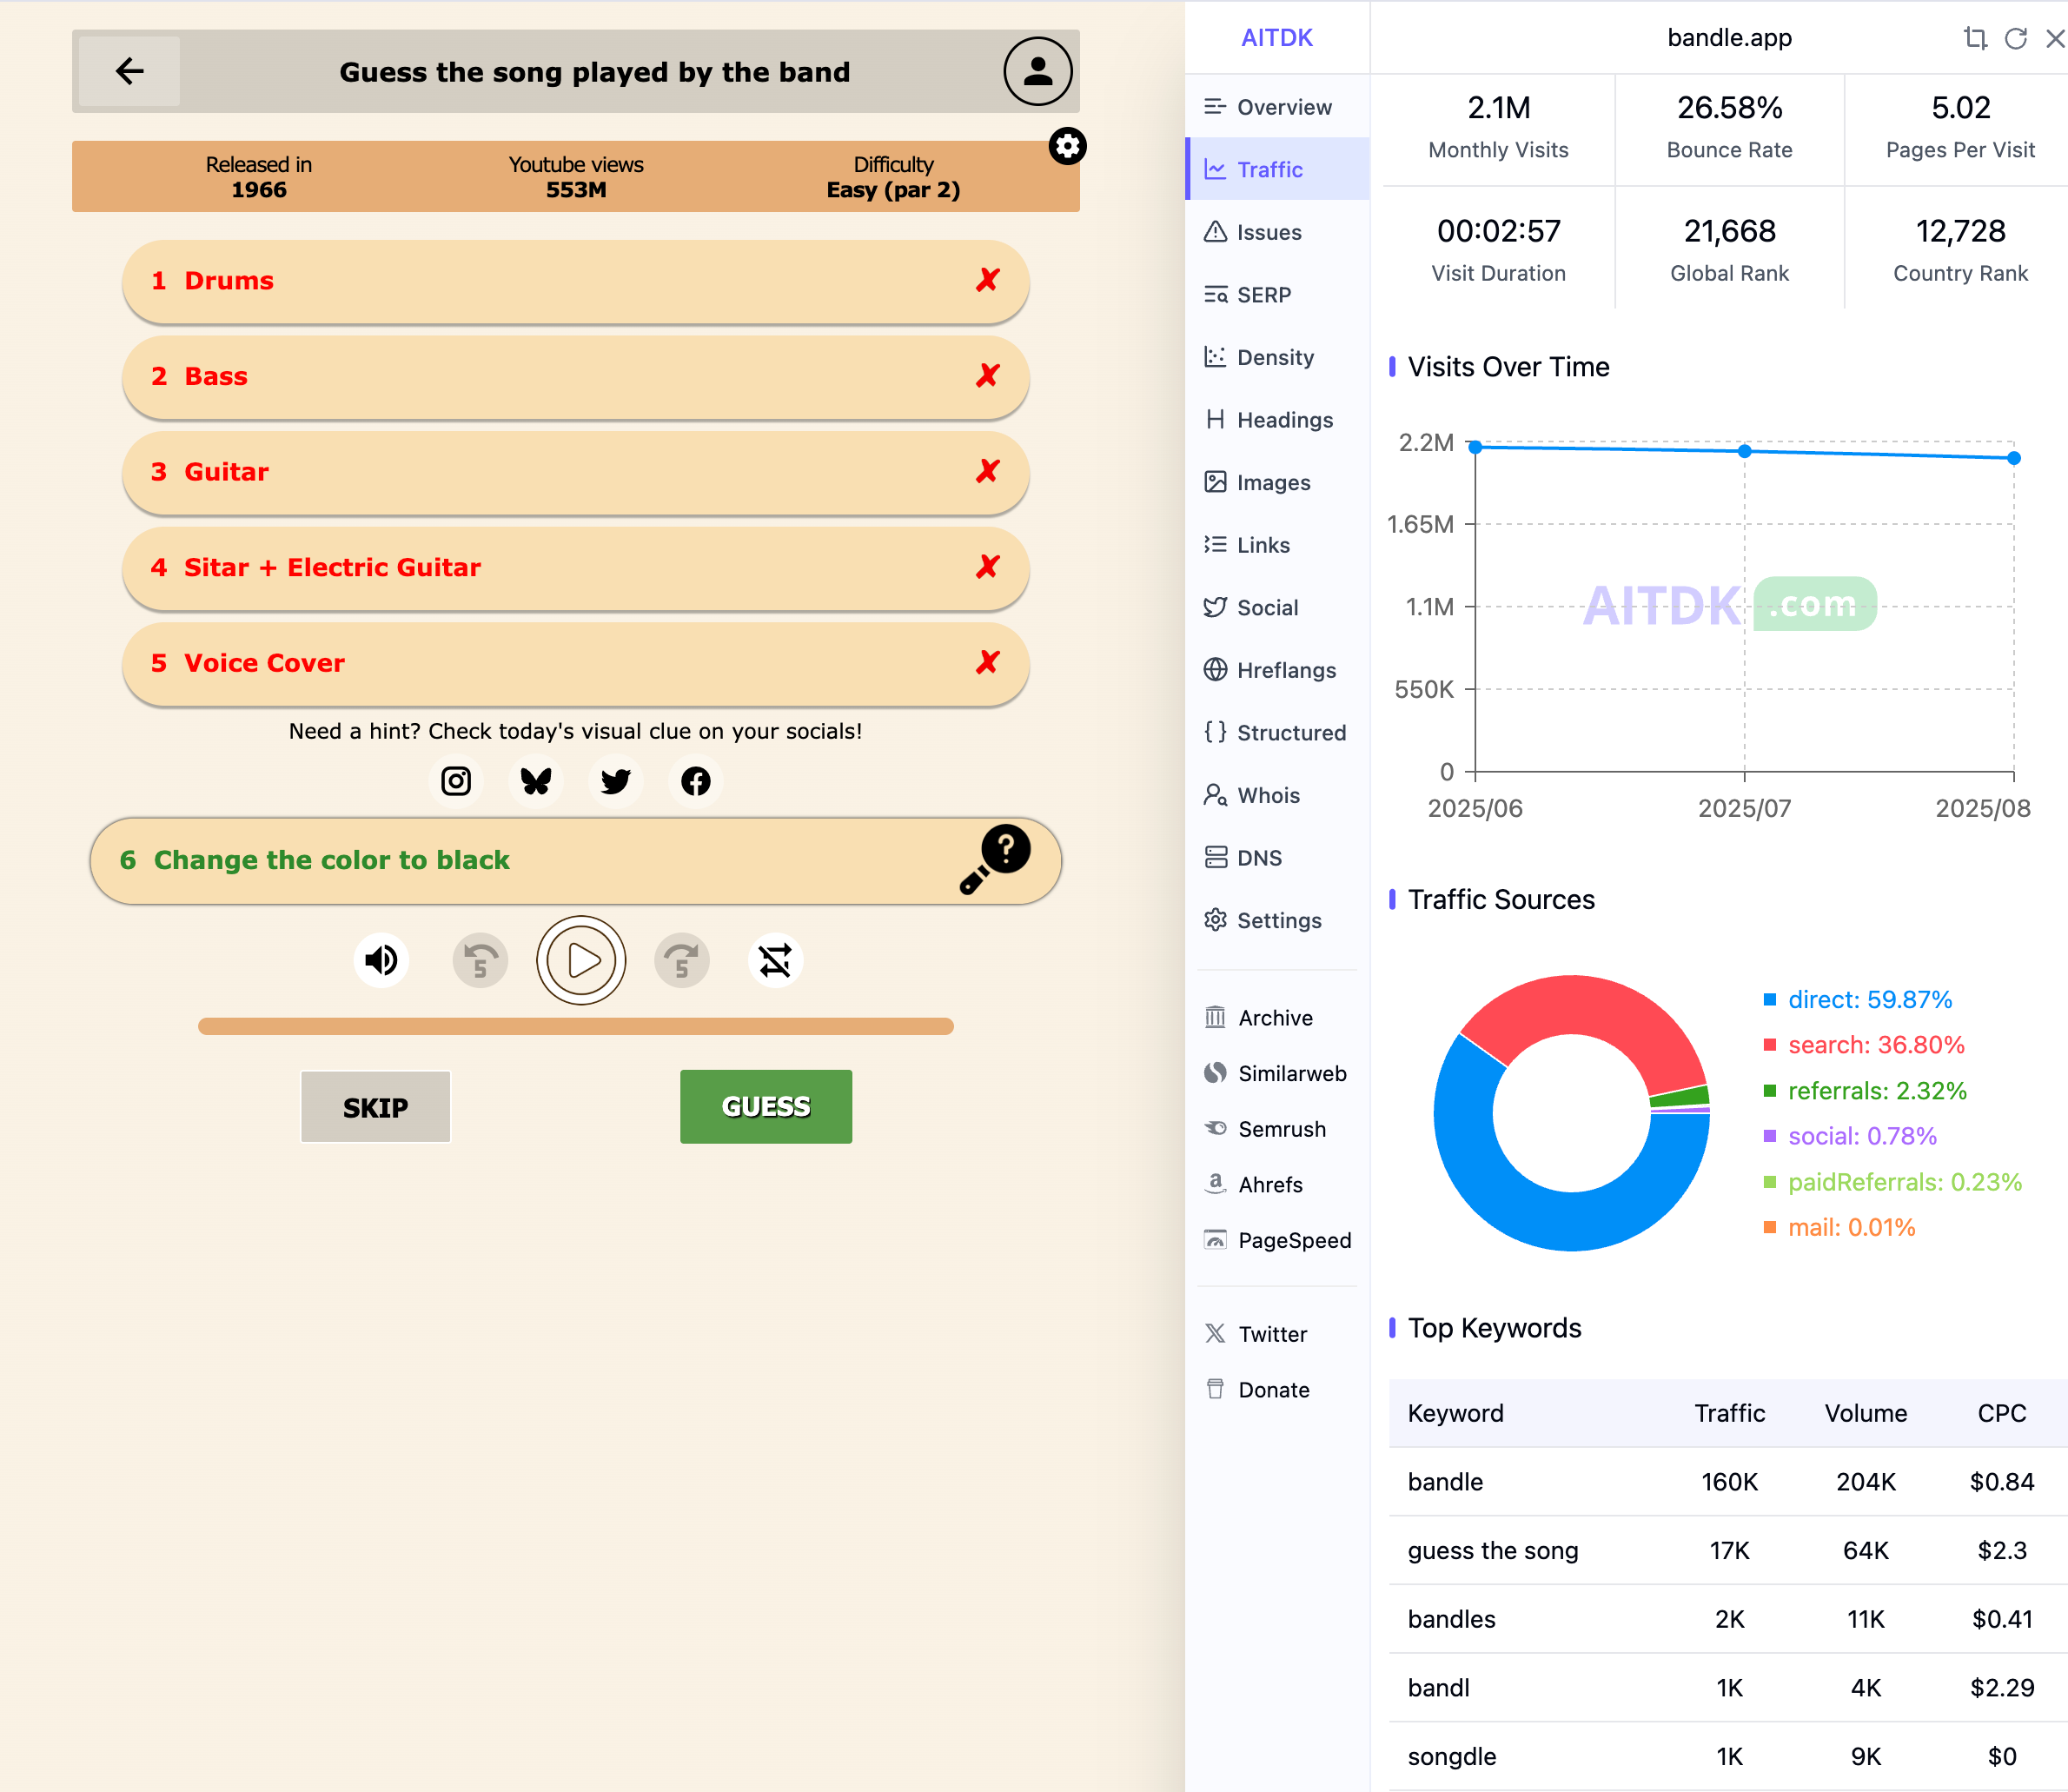 Guess the song played by the band
Released in
1966
Youtube views
553M
Difficulty
Easy (par 2)
1 Drums ✘
2 Bass ✘
3 Guitar ✘
4 Sitar + Electric Guitar ✘
5 Voice Cover ✘
Need a hint? Check today's visual clue on your socials!
6 Change the color to black
?
5
5
SKIP
GUESS
AITDK
Overview
Traffic
Issues
SERP
Density
Headings
Images
Links
Social
Hreflangs
Structured
Whois
DNS
Settings
Archive
Similarweb
Semrush
Ahrefs
PageSpeed
Twitter
Donate
bandle.app
2.1M
Monthly Visits
26.58%
Bounce Rate
5.02
Pages Per Visit
00:02:57
Visit Duration
21,668
Global Rank
12,728
Country Rank
Visits Over Time
2.2M
1.65M
1.1M
550K
0
2025/06
2025/07
2025/08
AITDK .com
Traffic Sources
direct: 59.87%
search: 36.80%
referrals: 2.32%
social: 0.78%
paidReferrals: 0.23%
mail: 0.01%
Top Keywords
Keyword Traffic Volume CPC
bandle 160K 204K $0.84
guess the song 17K 64K $2.3
bandles 2K 11K $0.41
bandl 1K 4K $2.29
songdle 1K 9K $0